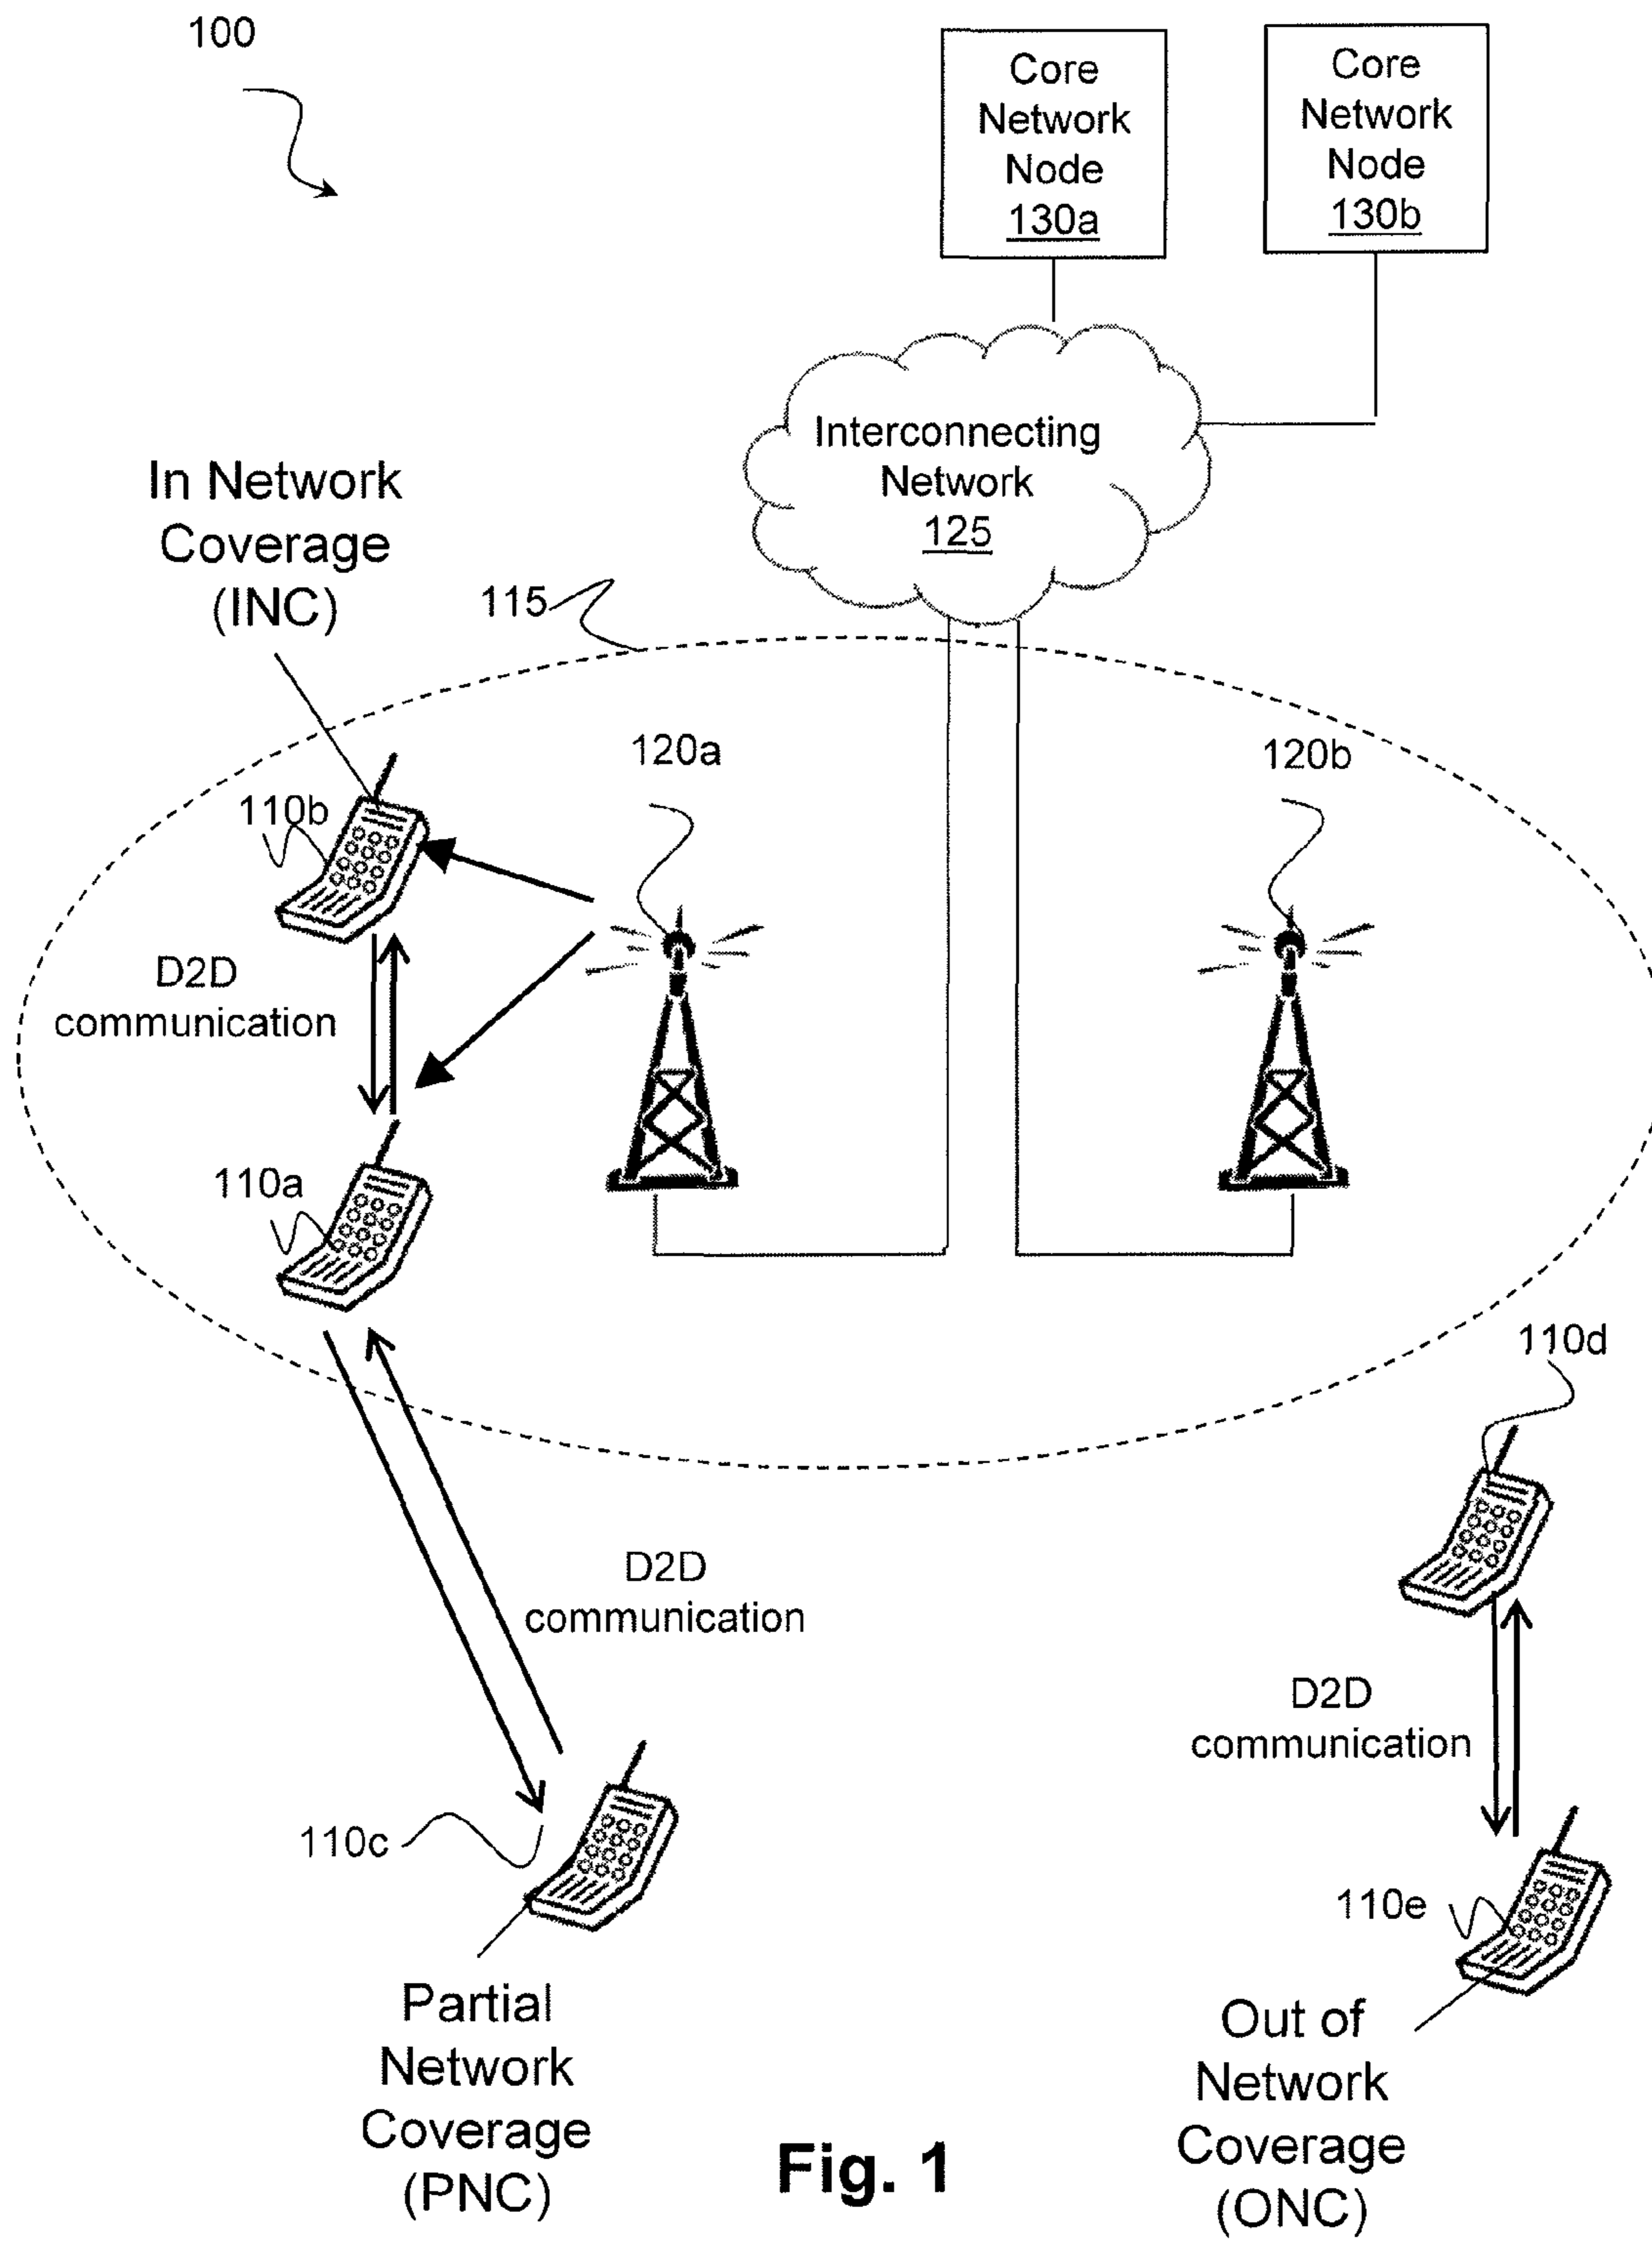 100
Core
Network
Node
130a
Core
Network
Node
130b
Interconnecting
Network
125
In Network
Coverage
(INC)
115
120a
120b
110b
D2D
communication
110a
110d
D2D
communication
D2D
communication
110c
110e
Partial
Network
Coverage
(PNC)
Out of
Network
Coverage
(ONC)
Fig. 1